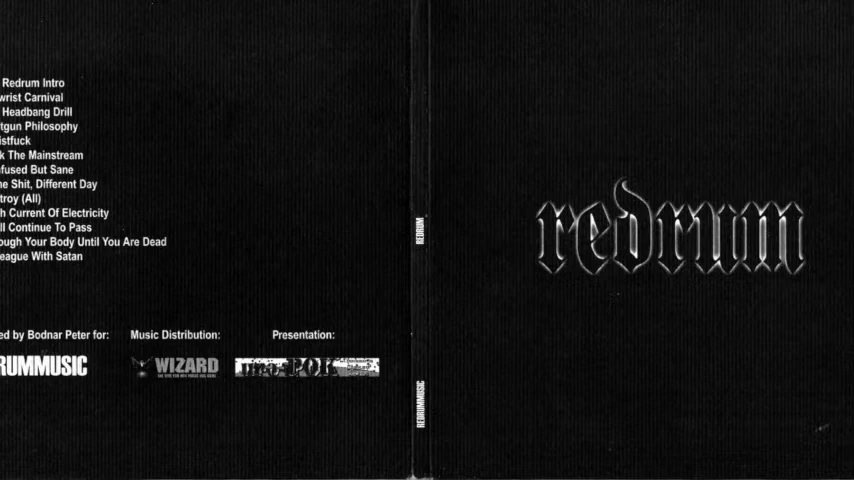 Redrum Intro
wrist Carnival
Headbang Drill
tgun Philosophy
istfuck
k The Mainstream
fused But Sane
ne Shit, Different Day
troy (All)
h Current Of Electricity
ll Continue To Pass
ough Your Body Until You Are Dead
eague With Satan
ed by Bodnar Peter for:
Music Distribution:
Presentation:
RUMMUSIC
WIZARD
REDRUM
REDRUMMUSIC
redrum